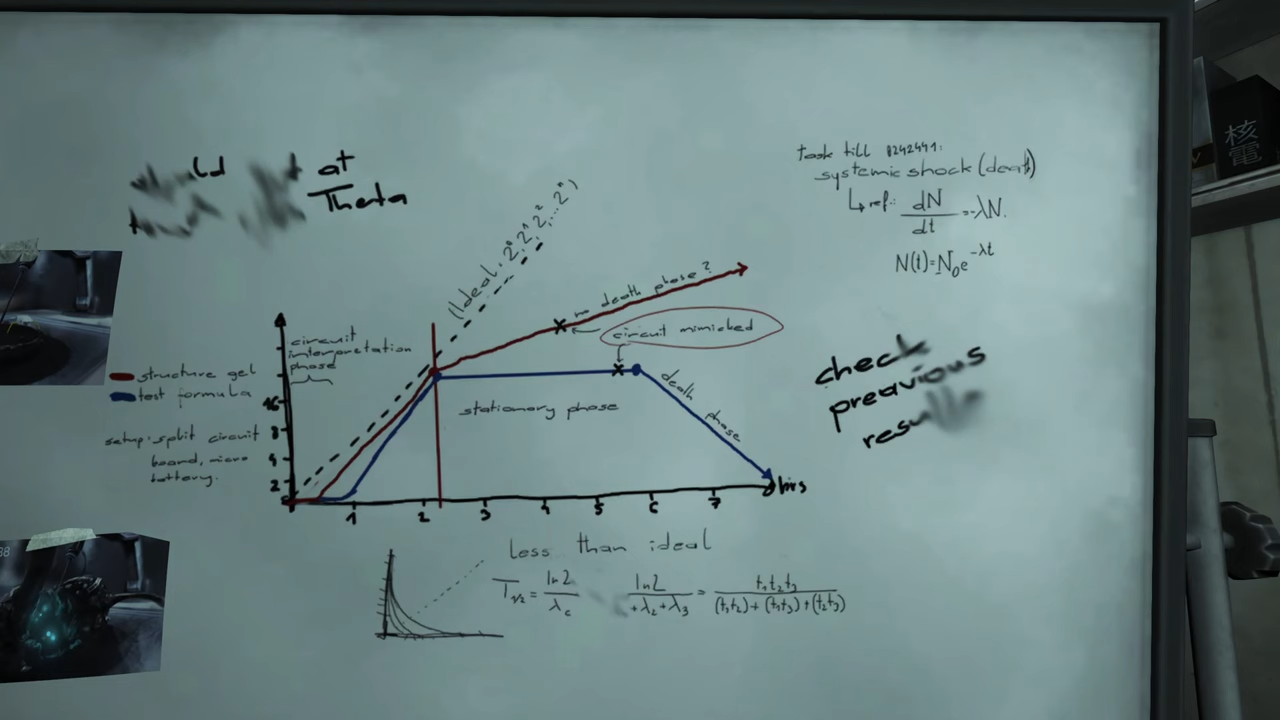 at
Theta
task till 0242441:
systemic shock (death)
↳ ref: dN/dt = -λN.
N(t)=N₀e^-λt
(Ideal: 2⁰, 2¹, 2², ... 2ⁿ)
no death phase?
circuit mimicked
circuit
interpretation
phase
structure gel
test formula
setup: split circuit
board, micro
battery.
16
8
4
2
stationary phase
death phase
1 2 3 4 5 6 7 hrs
check
preavious
less than ideal
T½ = ln2/λc
ln2/+λ₂+λ₃ = t₁t₂t₃/(t₁t₂)+(t₁t₃)+(t₂t₃)
核
電